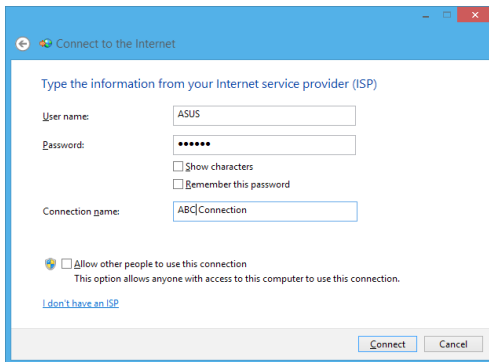 Connect to the Internet
Type the information from your Internet service provider (ISP)
User name: ASUS
Password: ••••••
Show characters
Remember this password
Connection name: ABC Connection
Allow other people to use this connection
This option allows anyone with access to this computer to use this connection.
I don't have an ISP
Connect Cancel